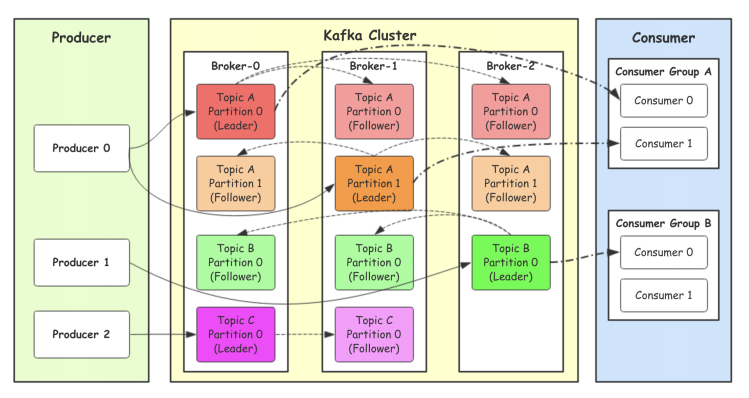 Producer
Kafka Cluster
Consumer
Broker-0
Broker-1
Broker-2
Consumer Group A
Topic A
Partition 0
(Leader)
Topic A
Partition 0
(Follower)
Topic A
Partition 0
(Follower)
Consumer 0
Producer 0
Consumer 1
Topic A
Partition 1
(Follower)
Topic A
Partition 1
(Leader)
Topic A
Partition 1
(Follower)
Consumer Group B
Producer 1
Topic B
Partition 0
(Follower)
Topic B
Partition 0
(Follower)
Topic B
Partition 0
(Leader)
Consumer 0
Consumer 1
Producer 2
Topic C
Partition 0
(Leader)
Topic C
Partition 0
(Follower)